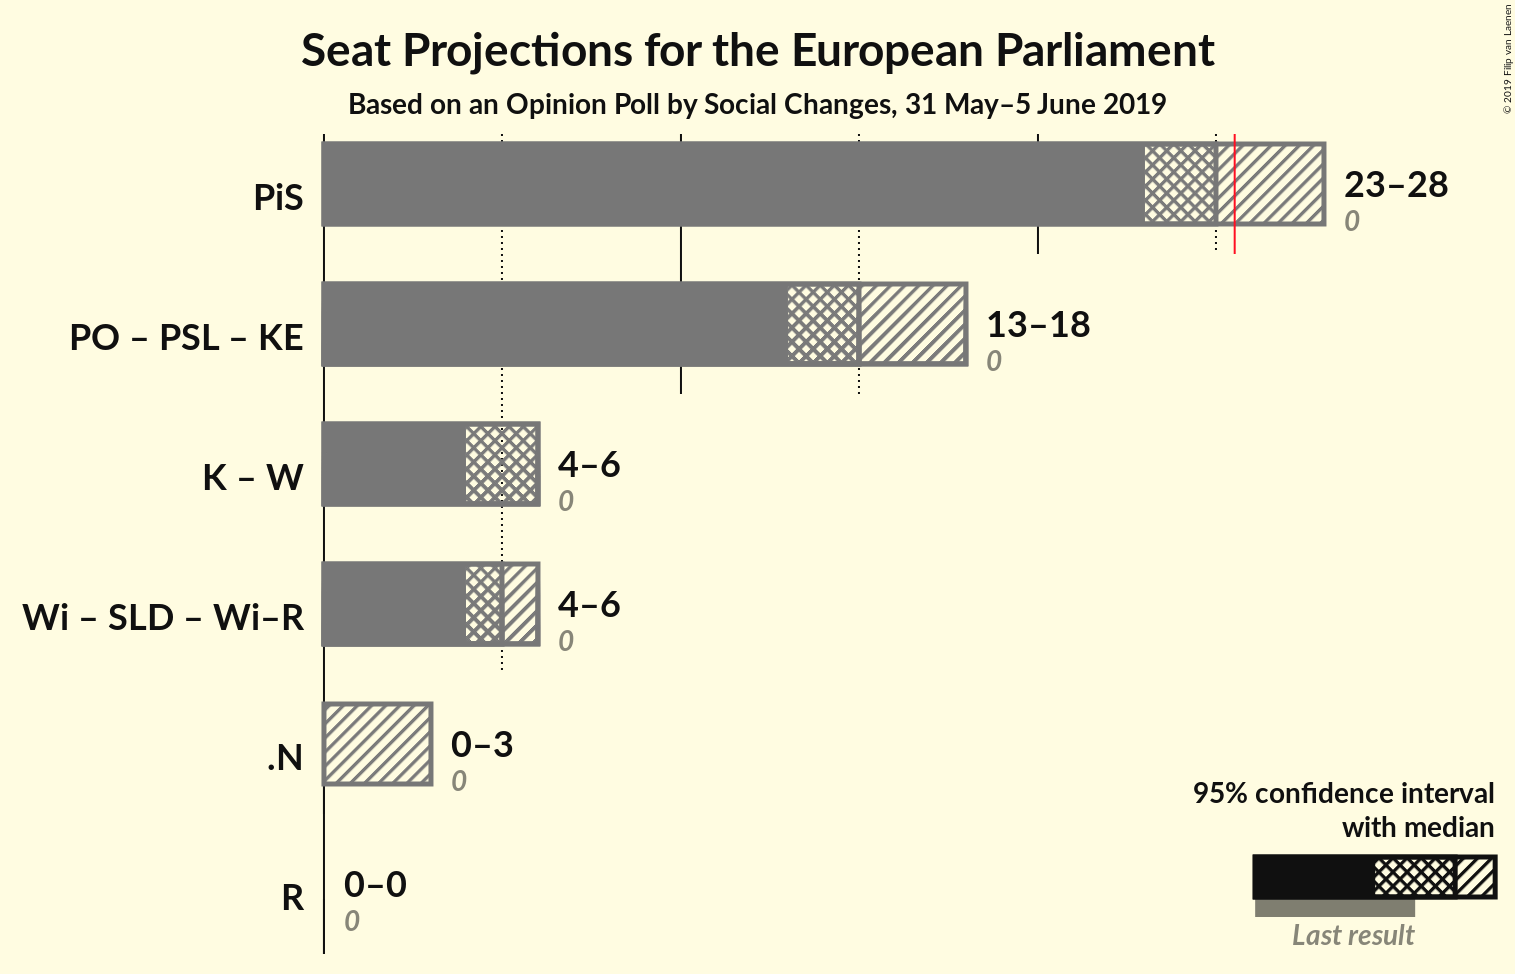 Seat Projections for the European Parliament
Based on an Opinion Poll by Social Changes, 31 May–5 June 2019
© 2019 Filip van Laenen
PiS
23–28
0
PO – PSL – KE
13–18
0
K – W
4–6
0
Wi – SLD – Wi–R
4–6
0
.N
0–3
0
R
0–0
0
95% confidence interval
with median
Last result